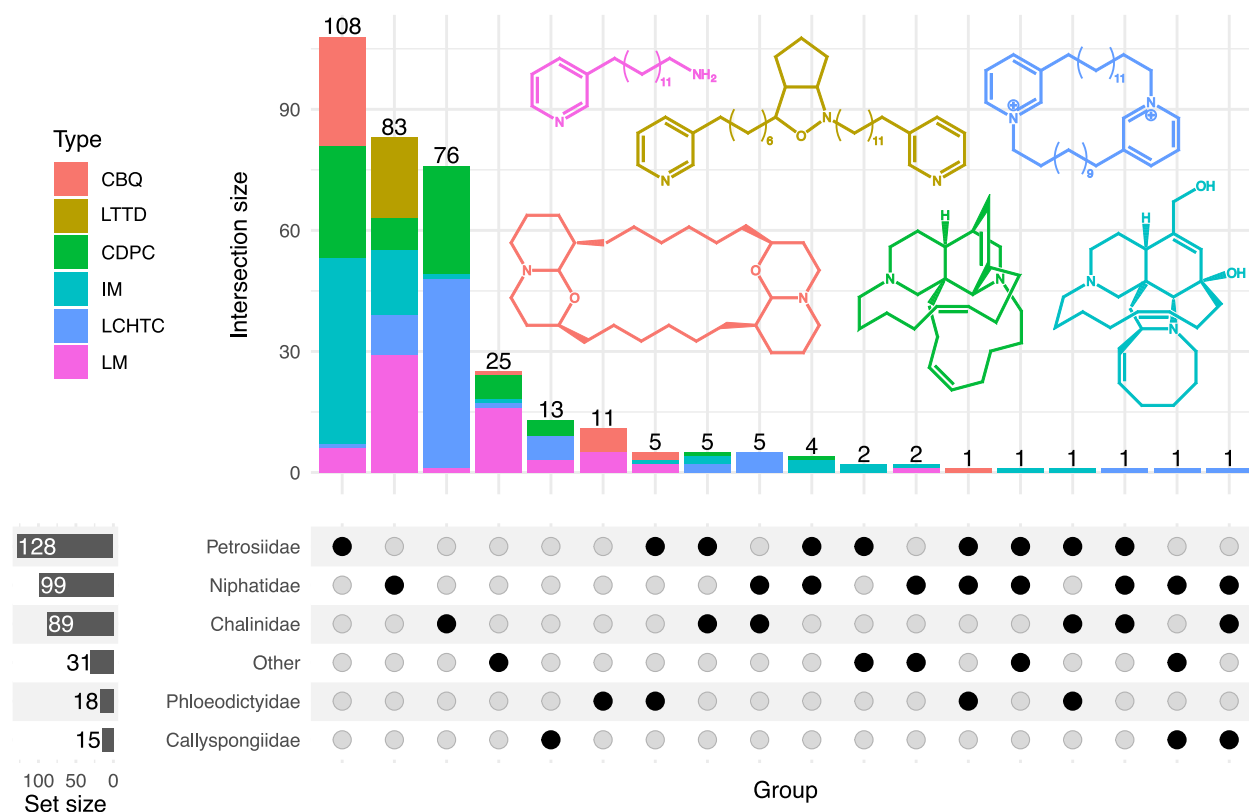 108
83
76
25
13
11
5
5
5
4
2
2
1
1
1
1
1
1
Type
CBQ
LTTD
CDPC
IM
LCHTC
LM
Intersection size
90
60
30
0
N
11
NH₂
N
6
O
N
11
N
N
⊕
11
N
⊕
9
N
O
O
N
H
N
N
H
N
OH
OH
N
128 Petrosiidae
99 Niphatidae
89 Chalinidae
31 Other
18 Phloeodictyidae
15 Callyspongiidae
100 50 0
Set size
Group